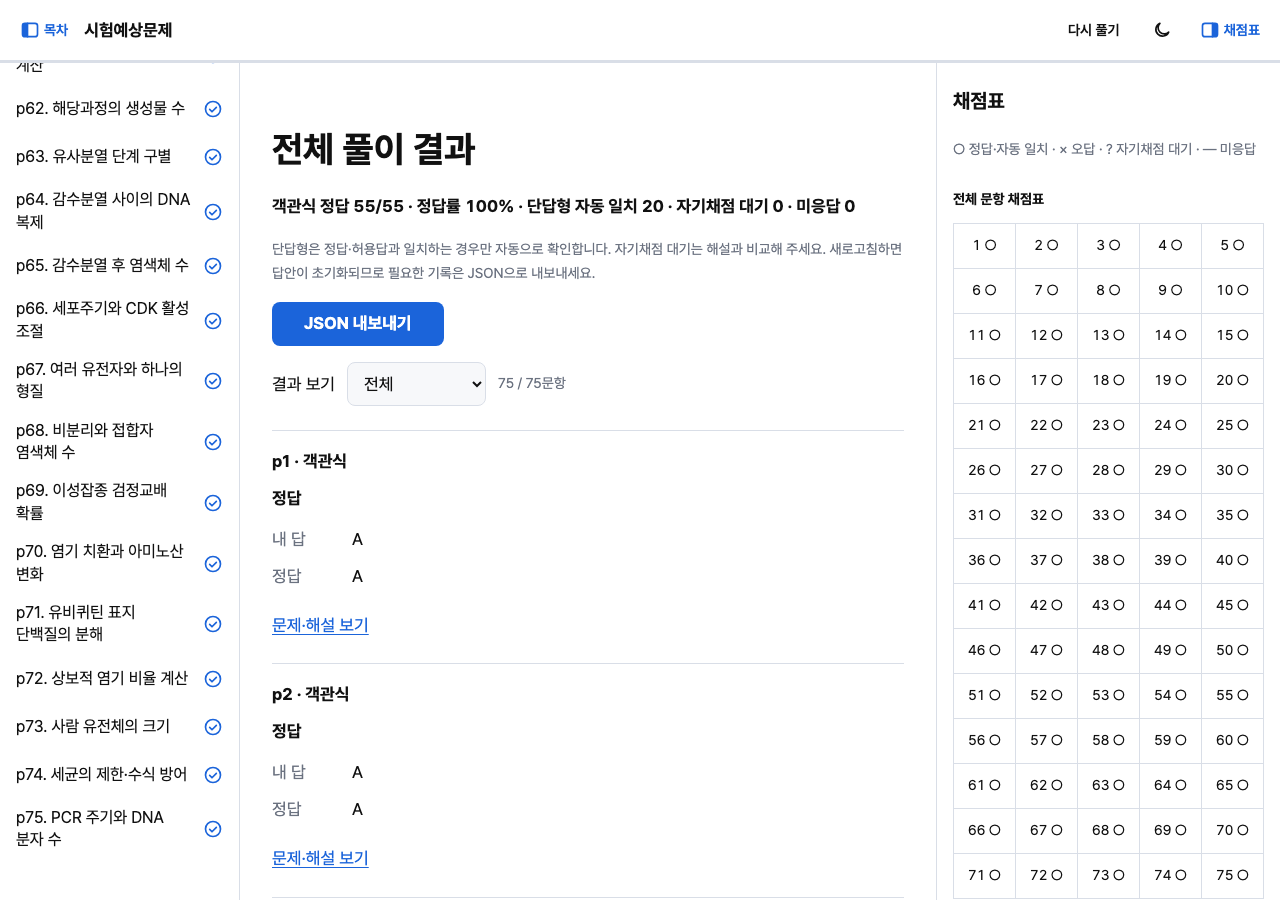 목차
시험예상문제
다시 풀기
채점표
계산
p62. 해당과정의 생성물 수
p63. 유사분열 단계 구별
p64. 감수분열 사이의 DNA
복제
p65. 감수분열 후 염색체 수
p66. 세포주기와 CDK 활성
조절
p67. 여러 유전자와 하나의
형질
p68. 비분리와 접합자
염색체 수
p69. 이성잡종 검정교배
확률
p70. 염기 치환과 아미노산
변화
p71. 유비퀴틴 표지
단백질의 분해
p72. 상보적 염기 비율 계산
p73. 사람 유전체의 크기
p74. 세균의 제한·수식 방어
p75. PCR 주기와 DNA
분자 수
전체 풀이 결과
객관식 정답 55/55 · 정답률 100% · 단답형 자동 일치 20 · 자기채점 대기 0 · 미응답 0
단답형은 정답·허용답과 일치하는 경우만 자동으로 확인합니다. 자기채점 대기는 해설과 비교해 주세요. 새로고침하면
답안이 초기화되므로 필요한 기록은 JSON으로 내보내세요.
JSON 내보내기
결과 보기 전체 75 / 75문항
p1 · 객관식
정답
내 답 A
정답 A
문제·해설 보기
p2 · 객관식
정답
내 답 A
정답 A
문제·해설 보기
채점표
○ 정답·자동 일치 · × 오답 · ? 자기채점 대기 · — 미응답
전체 문항 채점표
1 ○ 2 ○ 3 ○ 4 ○ 5 ○
6 ○ 7 ○ 8 ○ 9 ○ 10 ○
11 ○ 12 ○ 13 ○ 14 ○ 15 ○
16 ○ 17 ○ 18 ○ 19 ○ 20 ○
21 ○ 22 ○ 23 ○ 24 ○ 25 ○
26 ○ 27 ○ 28 ○ 29 ○ 30 ○
31 ○ 32 ○ 33 ○ 34 ○ 35 ○
36 ○ 37 ○ 38 ○ 39 ○ 40 ○
41 ○ 42 ○ 43 ○ 44 ○ 45 ○
46 ○ 47 ○ 48 ○ 49 ○ 50 ○
51 ○ 52 ○ 53 ○ 54 ○ 55 ○
56 ○ 57 ○ 58 ○ 59 ○ 60 ○
61 ○ 62 ○ 63 ○ 64 ○ 65 ○
66 ○ 67 ○ 68 ○ 69 ○ 70 ○
71 ○ 72 ○ 73 ○ 74 ○ 75 ○